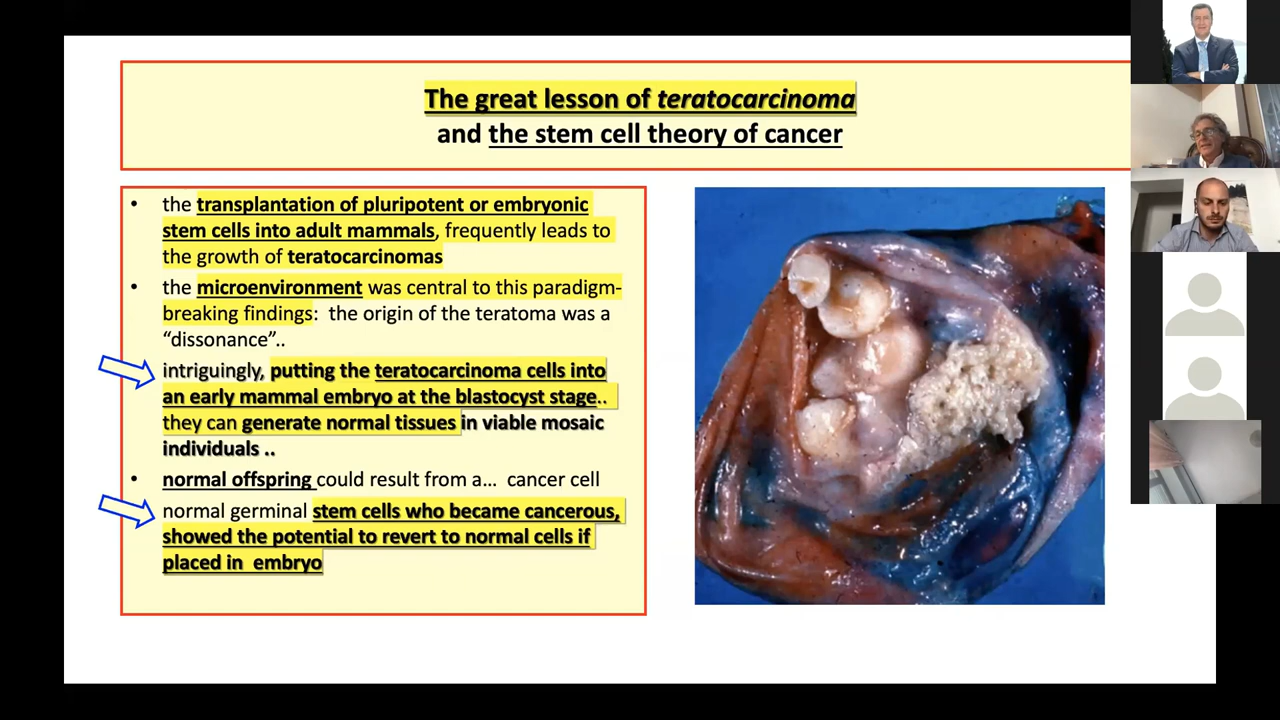 The great lesson of teratocarcinoma
and the stem cell theory of cancer
• the transplantation of pluripotent or embryonic
stem cells into adult mammals, frequently leads to
the growth of teratocarcinomas
• the microenvironment was central to this paradigm-
breaking findings: the origin of the teratoma was a
“dissonance”..
intriguingly, putting the teratocarcinoma cells into
an early mammal embryo at the blastocyst stage..
they can generate normal tissues in viable mosaic
individuals ..
• normal offspring could result from a… cancer cell
normal germinal stem cells who became cancerous,
showed the potential to revert to normal cells if
placed in embryo